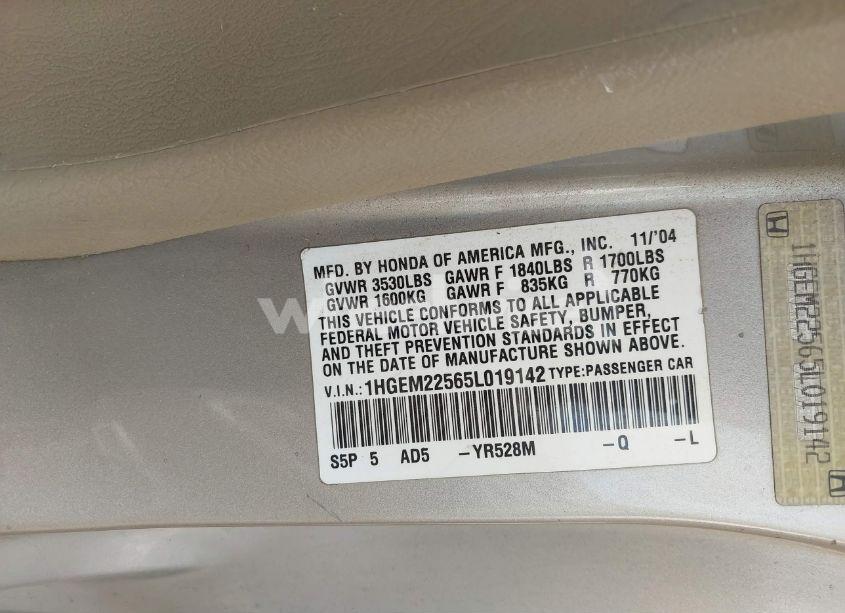 MFD. BY HONDA OF AMERICA MFG., INC. 11/'04
GVWR 3530LBS GAWR F 1840LBS R 1700LBS
GVWR 1600KG GAWR F 835KG R 770KG
THIS VEHICLE CONFORMS TO ALL APPLICABLE
FEDERAL MOTOR VEHICLE SAFETY, BUMPER,
AND THEFT PREVENTION STANDARDS IN EFFECT
ON THE DATE OF MANUFACTURE SHOWN ABOVE.
V.I.N.: 1HGEM22565L019142 TYPE:PASSENGER CAR
S5P 5 AD5 -YR528M -Q -L
1HGEM22565L019142